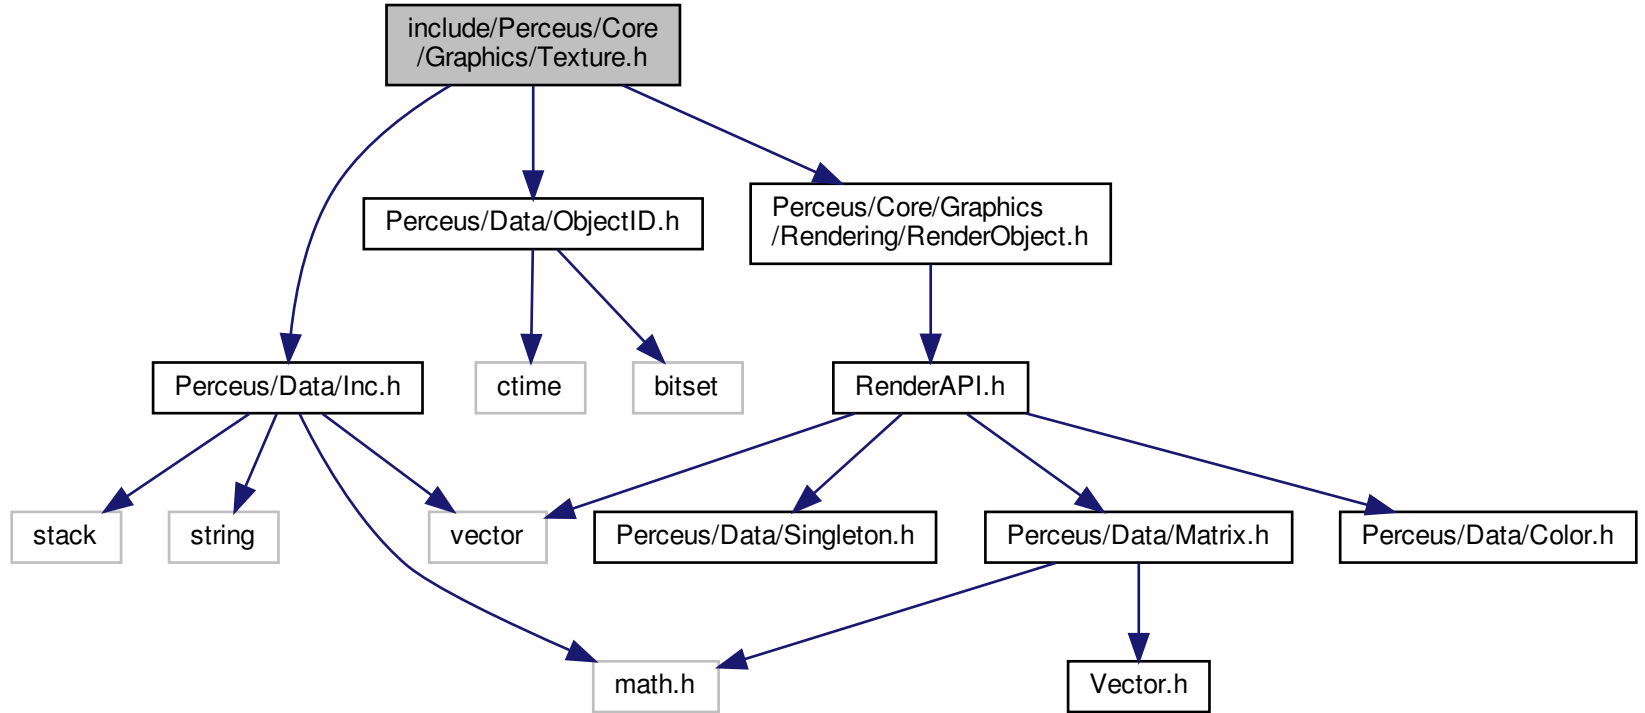 include/Perceus/Core
/Graphics/Texture.h
Perceus/Data/ObjectID.h
Perceus/Core/Graphics
/Rendering/RenderObject.h
Perceus/Data/Inc.h
ctime
bitset
RenderAPI.h
stack
string
vector
Perceus/Data/Singleton.h
Perceus/Data/Matrix.h
Perceus/Data/Color.h
math.h
Vector.h